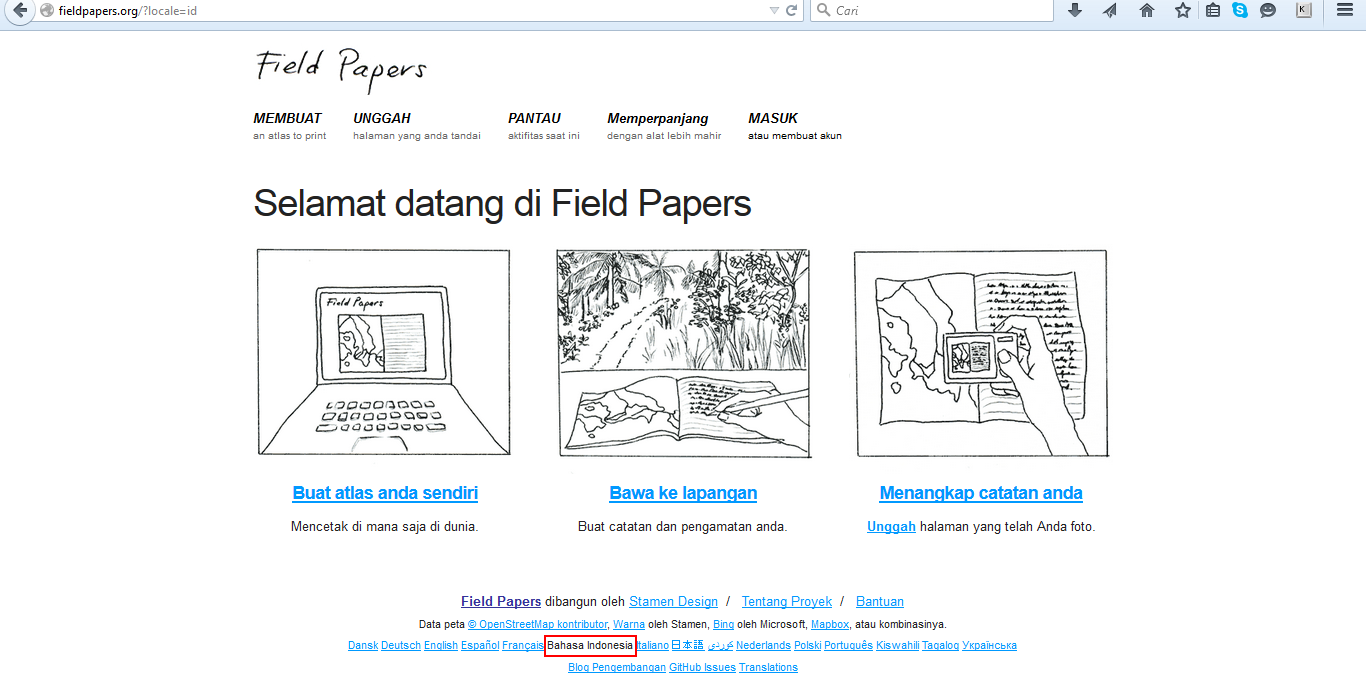 fieldpapers.org/?locale=id
Cari
K
Field Papers
MEMBUAT UNGGAH PANTAU Memperpanjang MASUK
an atlas to print halaman yang anda tandai aktifitas saat ini dengan alat lebih mahir atau membuat akun
Selamat datang di Field Papers
Field Papers
Buat atlas anda sendiri Bawa ke lapangan Menangkap catatan anda
Mencetak di mana saja di dunia. Buat catatan dan pengamatan anda. Unggah halaman yang telah Anda foto.
Field Papers dibangun oleh Stamen Design / Tentang Proyek / Bantuan
Data peta © OpenStreetMap kontributor, Warna oleh Stamen, Bing oleh Microsoft, Mapbox, atau kombinasinya.
Dansk Deutsch English Español Français Bahasa Indonesia Italiano 日本語 كوردی Nederlands Polski Português Kiswahili Tagalog Українська
Blog Pengembangan GitHub Issues Translations